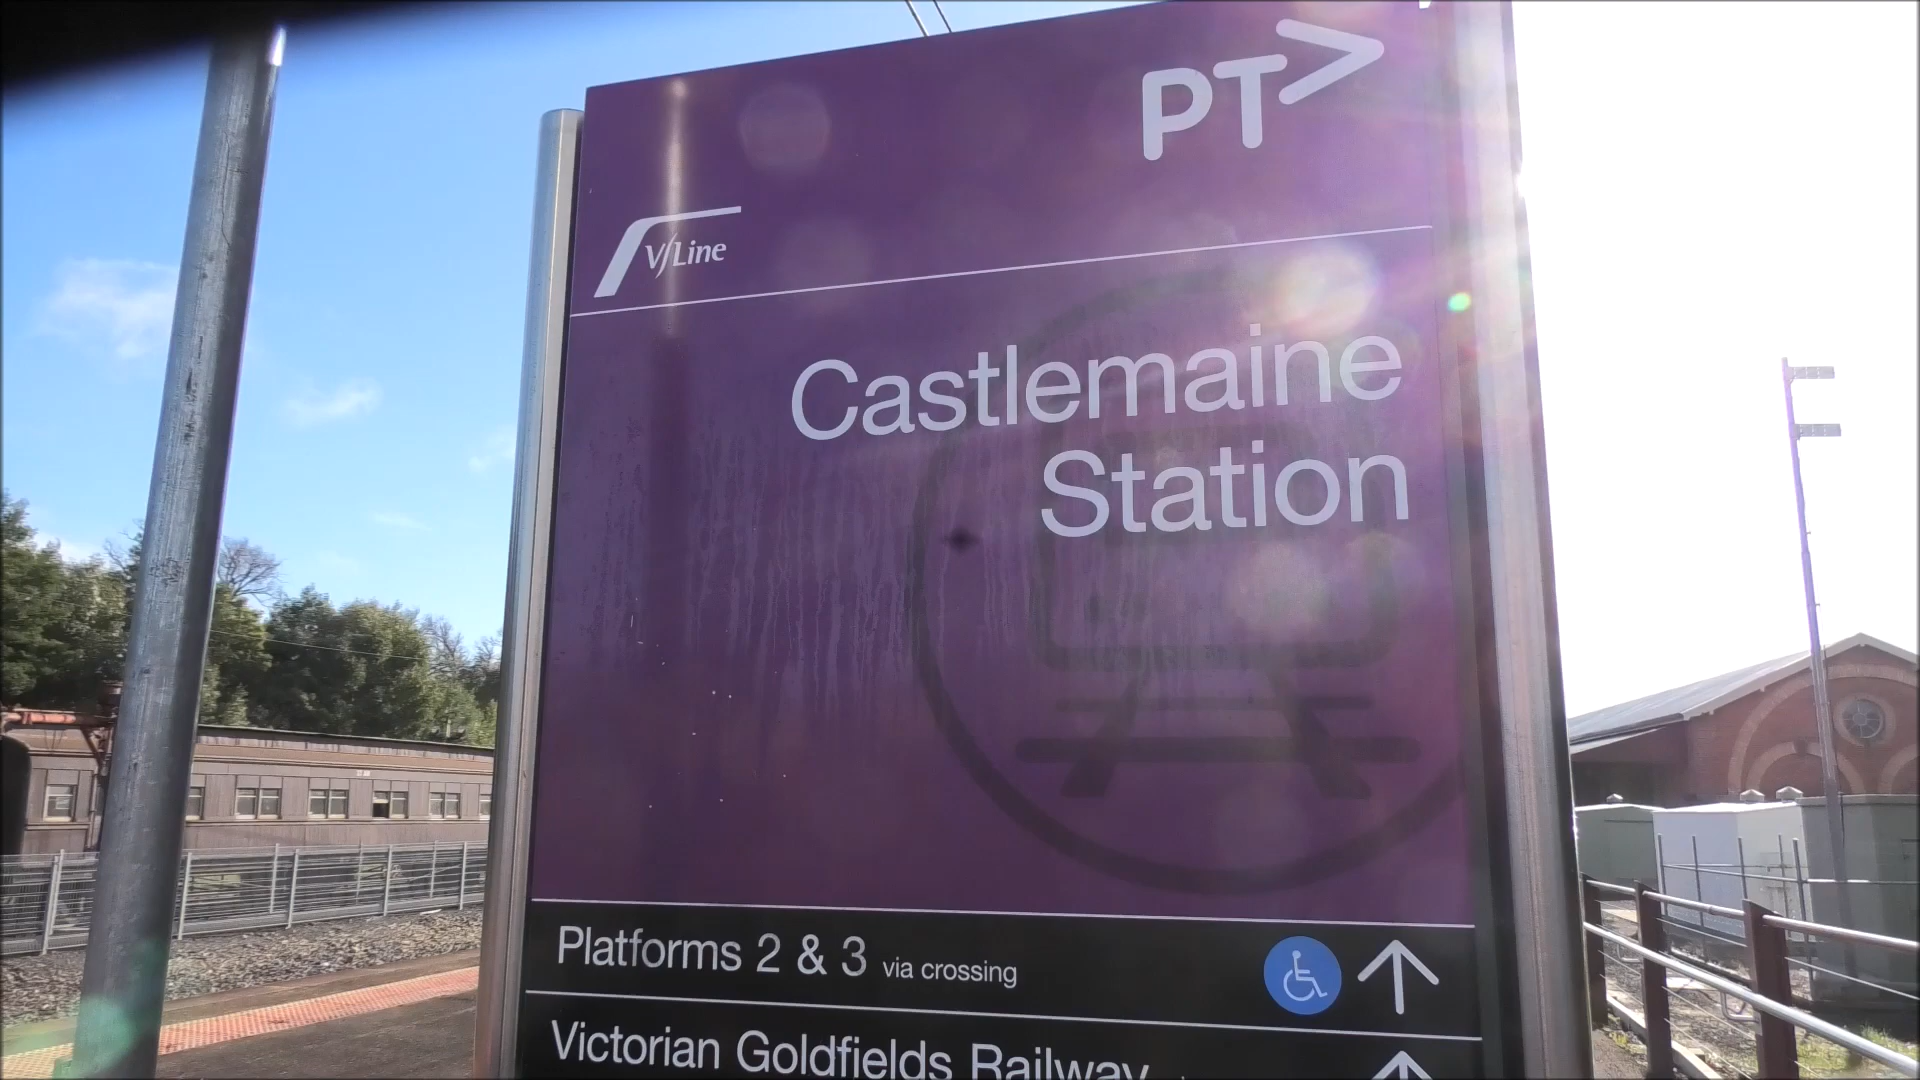 PT>
V/Line
Castlemaine
Station
Platforms 2 & 3 via crossing
Victorian Goldfields Railway